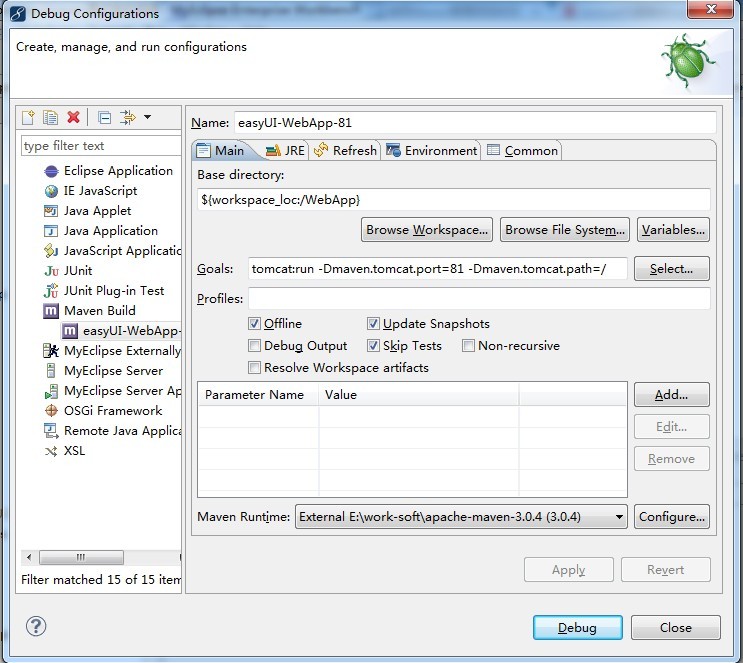 Debug Configurations
Create, manage, and run configurations
type filter text
Eclipse Application
IE JavaScript
Java Applet
Java Application
JavaScript Applicatio
JUnit
JUnit Plug-in Test
Maven Build
easyUI-WebApp-
MyEclipse Externally
MyEclipse Server
MyEclipse Server Ap
OSGi Framework
Remote Java Applica
XSL
Filter matched 15 of 15 item
Name: easyUI-WebApp-81
Main JRE Refresh Environment Common
Base directory:
${workspace_loc:/WebApp}
Browse Workspace... Browse File System... Variables...
Goals: tomcat:run -Dmaven.tomcat.port=81 -Dmaven.tomcat.path=/ Select...
Profiles:
Offline Update Snapshots
Debug Output Skip Tests Non-recursive
Resolve Workspace artifacts
Parameter Name Value Add...
Edit...
Remove
Maven Runtime: External E:\work-soft\apache-maven-3.0.4 (3.0.4) Configure...
Apply Revert
Debug Close